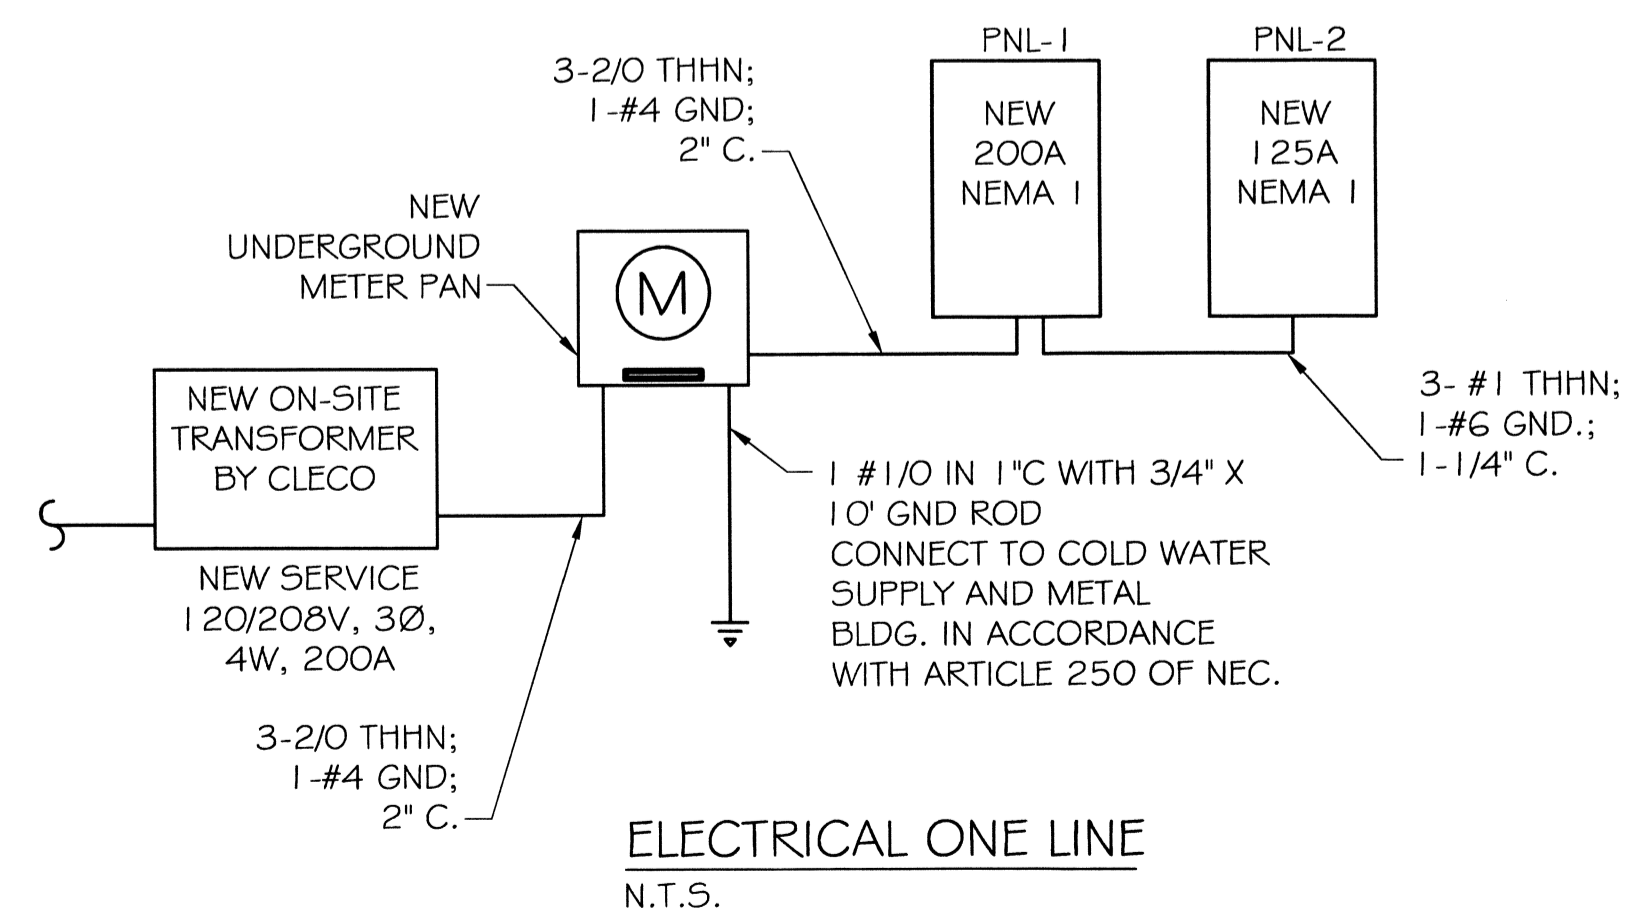 PNL-1
PNL-2
3-2/0 THHN;
1-#4 GND;
2" C.
NEW
200A
NEMA 1
NEW
125A
NEMA 1
NEW
UNDERGROUND
METER PAN
M
NEW ON-SITE
TRANSFORMER
BY CLECO
3- #1 THHN;
1-#6 GND.;
1-1/4" C.
1 #1/0 IN 1"C WITH 3/4" X
10' GND ROD
CONNECT TO COLD WATER
SUPPLY AND METAL
BLDG. IN ACCORDANCE
WITH ARTICLE 250 OF NEC.
NEW SERVICE
120/208V, 3Ø,
4W, 200A
3-2/0 THHN;
1-#4 GND;
2" C.
ELECTRICAL ONE LINE
N.T.S.